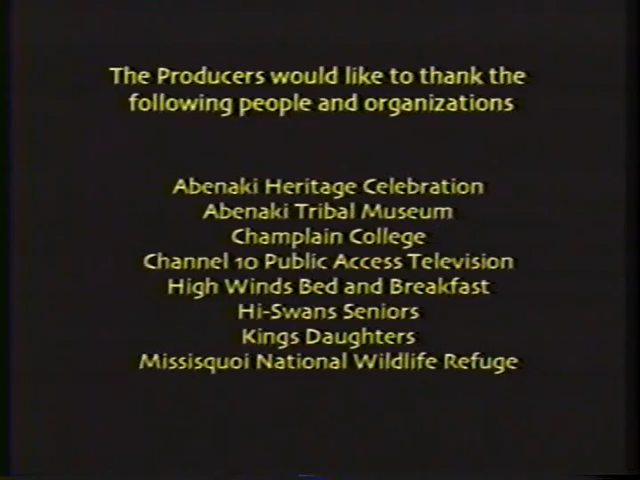 The Producers would like to thank the
following people and organizations
Abenaki Heritage Celebration
Abenaki Tribal Museum
Champlain College
Channel 10 Public Access Television
High Winds Bed and Breakfast
Hi-Swans Seniors
Kings Daughters
Missisquoi National Wildlife Refuge